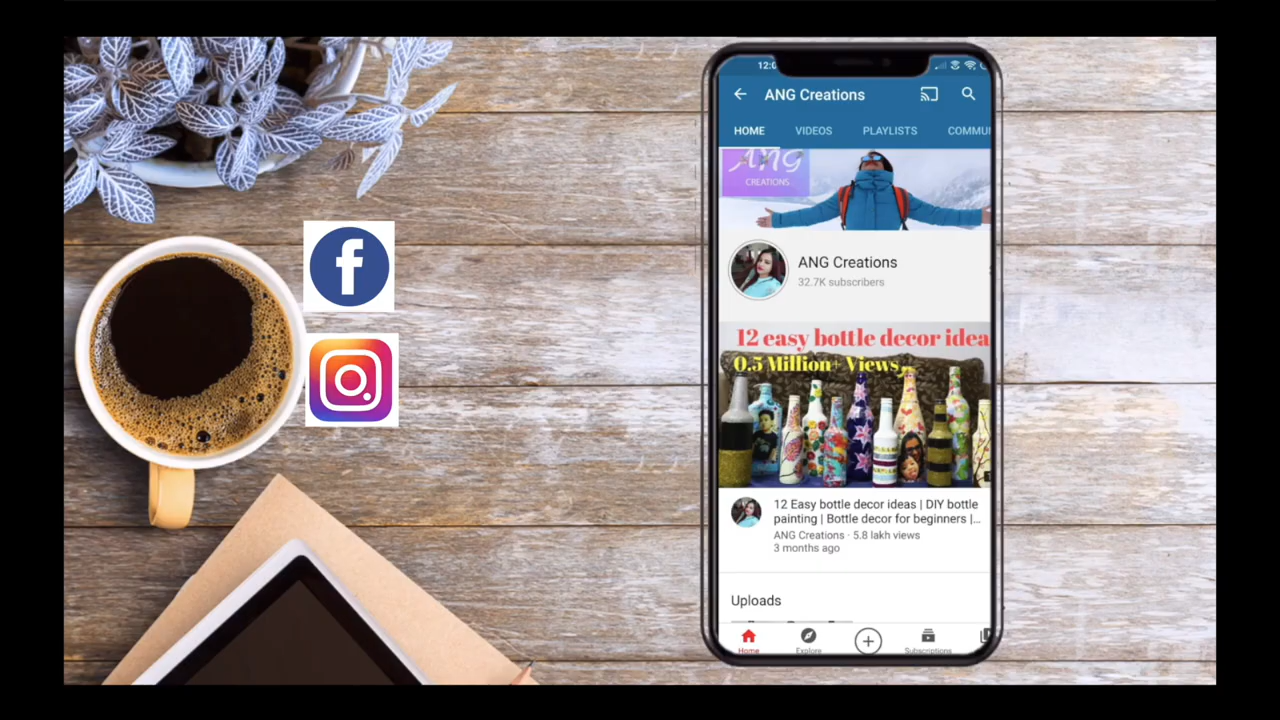 12:0
ANG Creations
HOME VIDEOS PLAYLISTS COMMU
ANG
CREATIONS
ANG Creations
32.7K subscribers
12 easy bottle decor idea
0.5 Million+ Views
12 Easy bottle decor ideas | DIY bottle
painting | Bottle decor for beginners |...
ANG Creations · 5.8 lakh views
3 months ago
Uploads
Home Explore Subscriptions